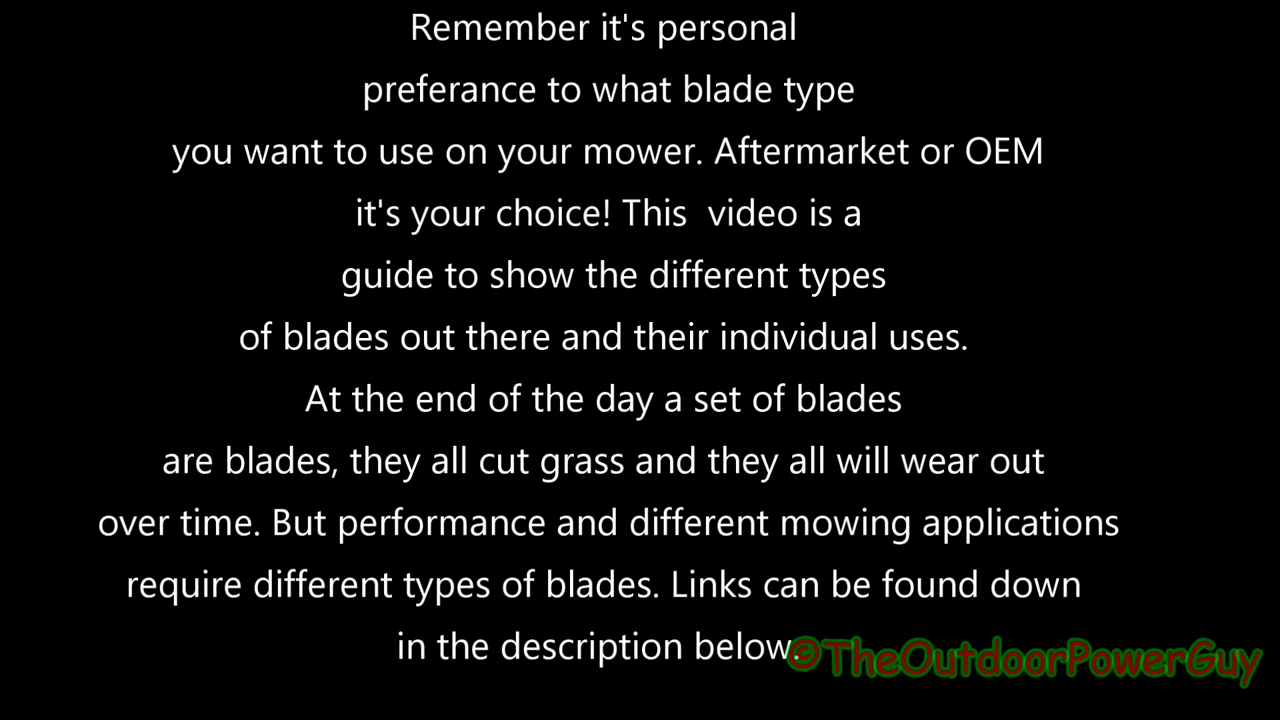 Remember it's personal
preferance to what blade type
you want to use on your mower. Aftermarket or OEM
it's your choice! This  video is a
guide to show the different types
of blades out there and their individual uses.
At the end of the day a set of blades
are blades, they all cut grass and they all will wear out
over time. But performance and different mowing applications
require different types of blades. Links can be found down
in the description below.
©TheOutdoorPowerGuy